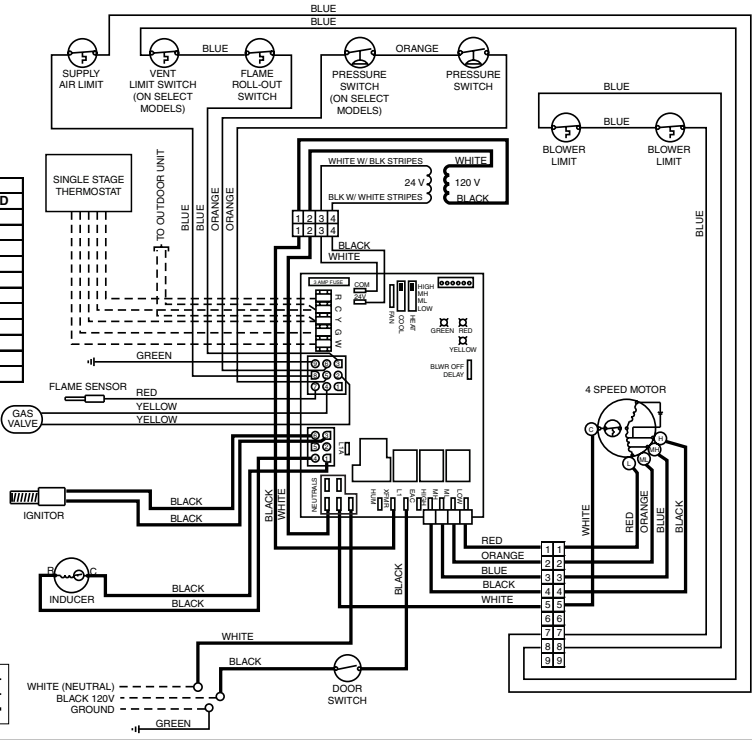 BLUE
BLUE
BLUE
ORANGE
SUPPLY
AIR LIMIT
VENT
LIMIT SWITCH
(ON SELECT
MODELS)
FLAME
ROLL-OUT
SWITCH
PRESSURE
SWITCH
(ON SELECT
MODELS)
PRESSURE
SWITCH
BLUE
BLUE
BLOWER
LIMIT
BLOWER
LIMIT
BLUE
D
SINGLE STAGE
THERMOSTAT
TO OUTDOOR UNIT
BLUE
BLUE
ORANGE
ORANGE
WHITE W/ BLK STRIPES
24 V
BLK W/ WHITE STRIPES
WHITE
120 V
BLACK
1 2 3 4
1 2 3 4
BLACK
WHITE
3 AMP FUSE
COM
24V
R
C
Y
G
W
FAN
COOL
HEAT
HIGH
MH
ML
LOW
GREEN
RED
YELLOW
BLWR OFF
DELAY
GREEN
FLAME SENSOR
RED
GAS
VALVE
YELLOW
YELLOW
LTA
NEUTRALS
HUM
XFMR
L1
EAC
HIGH
MH
ML
LOW
4 SPEED MOTOR
C
H
MH
ML
L
IGNITOR
BLACK
BLACK
BLACK
WHITE
WHITE
RED
ORANGE
BLUE
BLACK
R
C
INDUCER
BLACK
BLACK
BLACK
RED
ORANGE
BLUE
BLACK
WHITE
1 1
2 2
3 3
4 4
5 5
6 6
7 7
8 8
9 9
WHITE
BLACK
DOOR
SWITCH
WHITE (NEUTRAL)
BLACK 120V
GROUND
GREEN